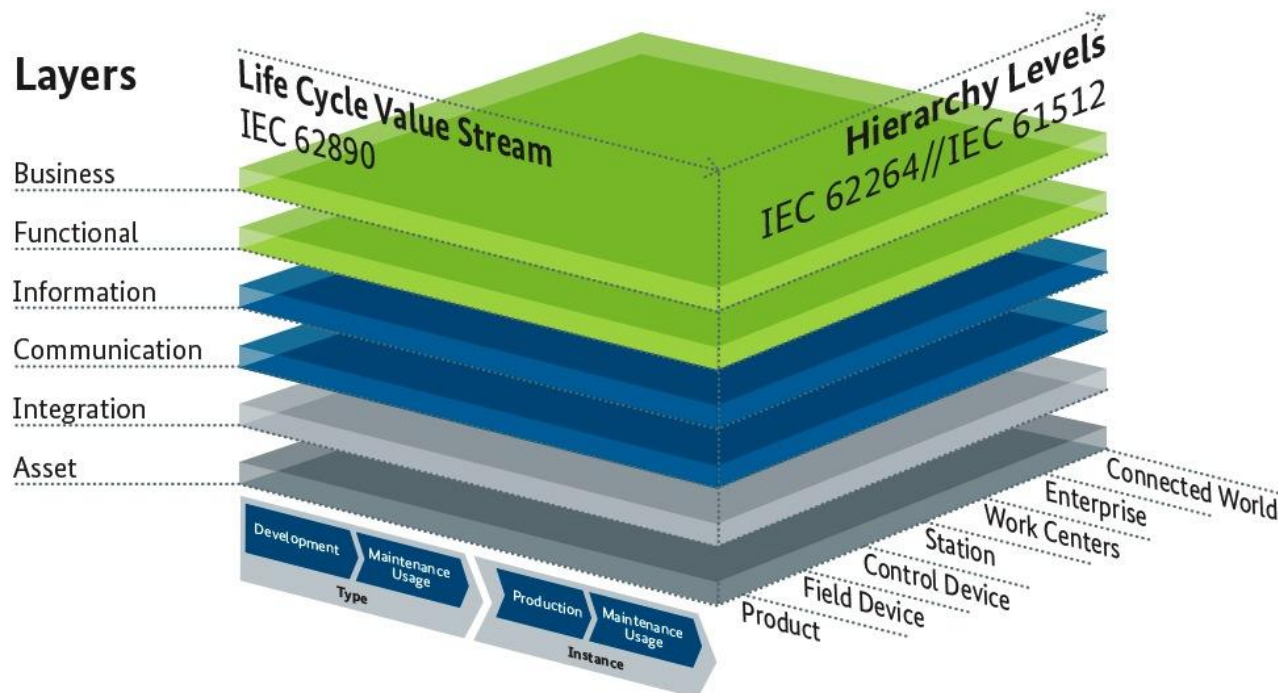 Layers
Life Cycle Value Stream
IEC 62890
Hierarchy Levels
IEC 62264//IEC 61512
Business
Functional
Information
Communication
Integration
Asset
Development
Maintenance
Usage
Type
Production
Maintenance
Usage
Instance
Product
Field Device
Control Device
Station
Work Centers
Enterprise
Connected World